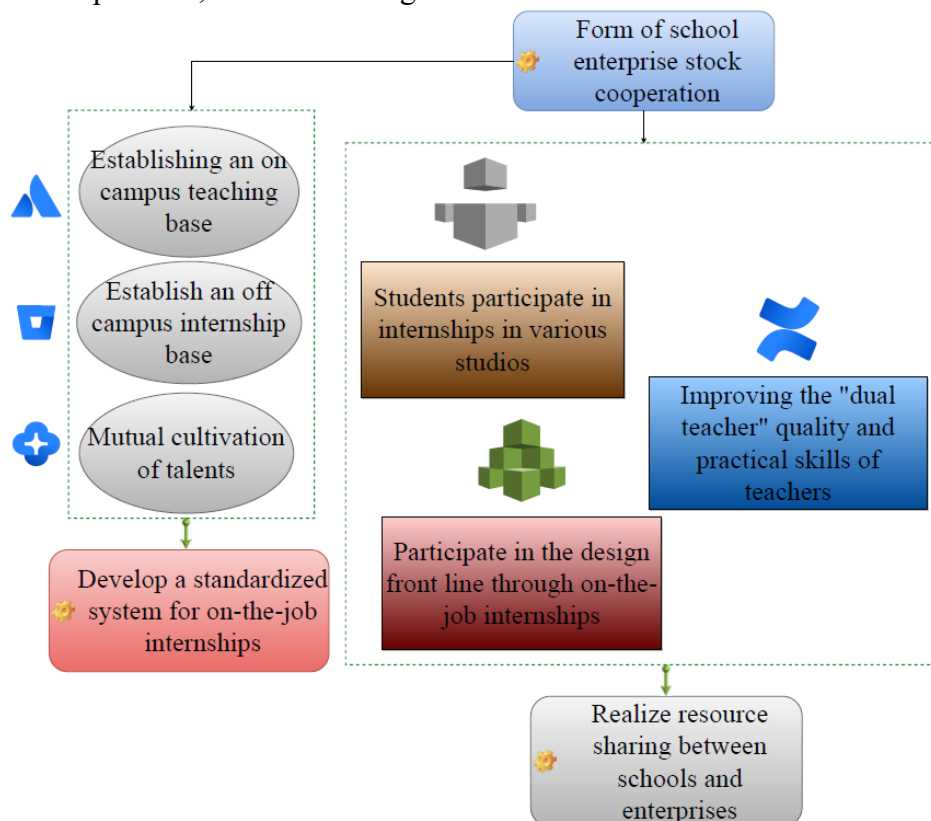 Form of school
enterprise stock
cooperation
Establishing an on
campus teaching
base
Establish an off
campus internship
base
Mutual cultivation
of talents
Develop a standardized
system for on-the-job
internships
Students participate in
internships in various
studios
Improving the "dual
teacher" quality and
practical skills of
teachers
Participate in the design
front line through on-the-
job internships
Realize resource
sharing between
schools and
enterprises